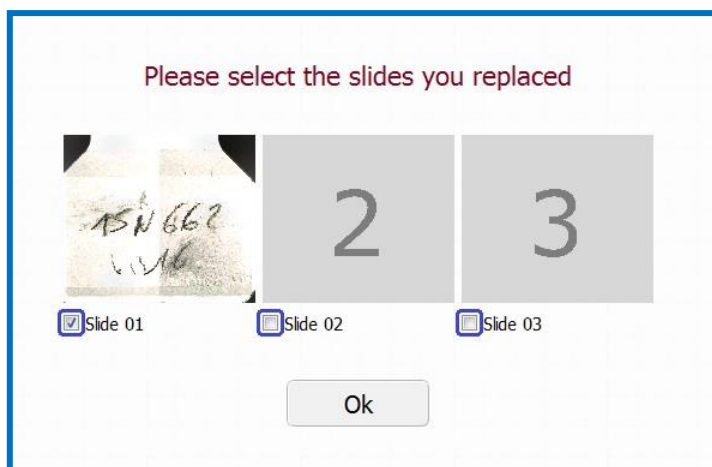 Please select the slides you replaced
15N 662
2
3
Slide 01
Slide 02
Slide 03
Ok